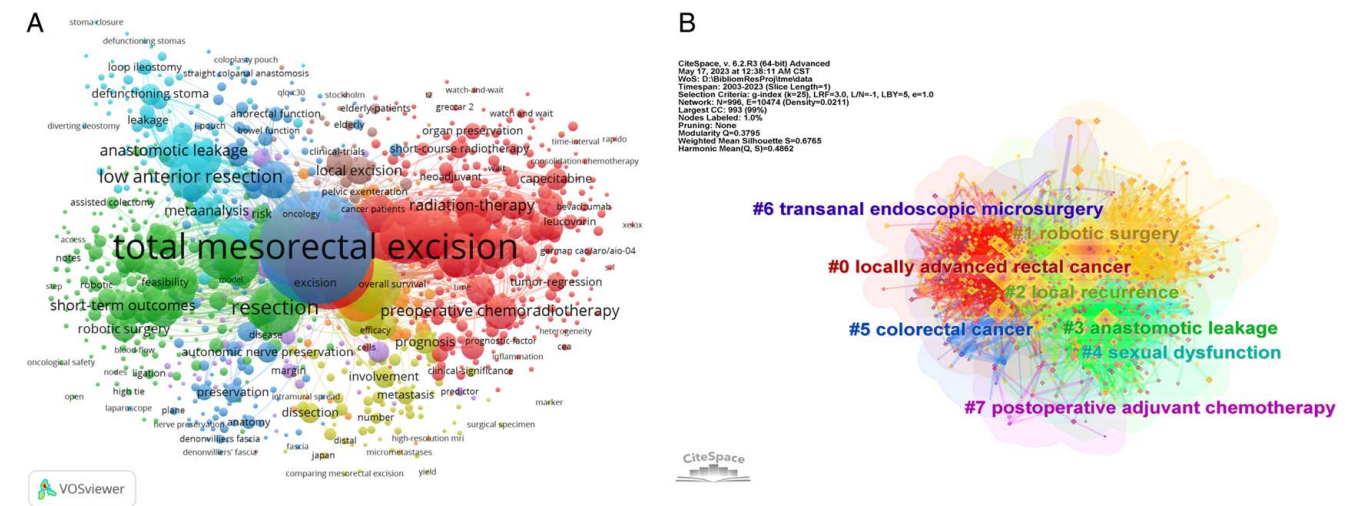 A
stoma closure
defunctioning stomas
coloplasty pouch
loop ileostomy
straight coloanal anastomosis
defunctioning stoma
qlq-c30
stockholm
t2
watch-and-wait
leakage
anorectal function
elderly-patients
greccar 2
watch and wait
diverting ileostomy
j-pouch
bowel function
elderly
organ preservation
anastomotic leakage
clinical-trials
short-course radiotherapy
time-interval
rapido
low anterior resection
local excision
neoadjuvant
wait
consolidation chemotherapy
capecitabine
pelvic exenteration
assisted colectomy
metaanalysis
risk
oncology
cancer patients
radiation-therapy
bevacizumab
leucovorin
xelox
access
total mesorectal excision
notes
german cao/aro/aio-04
step
robotic
feasibility
model
excision
overall survival
time
tumor-regression
short-term outcomes
resection
preoperative chemoradiotherapy
robotic surgery
disease
efficacy
heterogeneity
blood-flow
autonomic nerve preservation
cells
prognosis
prognostic-factor
cea
oncological safety
inflammation
nodes
ligation
margin
involvement
clinical-significance
open
high tie
preservation
intramural spread
metastasis
predictor
marker
laparoscope
plane
dissection
number
nerve preservation
anatomy
surgical specimen
denonvilliers fascia
distal
high-resolution mri
denonvilliers' fascia
fascia
japan
micrometastases
comparing mesorectal excision
yield
VOSviewer
B
CiteSpace, v. 6.2.R3 (64-bit) Advanced
May 17, 2023 at 12:38:11 AM CST
WoS: D:\BibliomResProj\tme\data
Timespan: 2003-2023 (Slice Length=1)
Selection Criteria: g-index (k=25), LRF=3.0, L/N=-1, LBY=5, e=1.0
Network: N=996, E=10474 (Density=0.0211)
Largest CC: 993 (99%)
Nodes Labeled: 1.0%
Pruning: None
Modularity Q=0.3795
Weighted Mean Silhouette S=0.6765
Harmonic Mean(Q, S)=0.4862
#6 transanal endoscopic microsurgery
#1 robotic surgery
#0 locally advanced rectal cancer
#2 local recurrence
#5 colorectal cancer
#3 anastomotic leakage
#4 sexual dysfunction
#7 postoperative adjuvant chemotherapy
CiteSpace